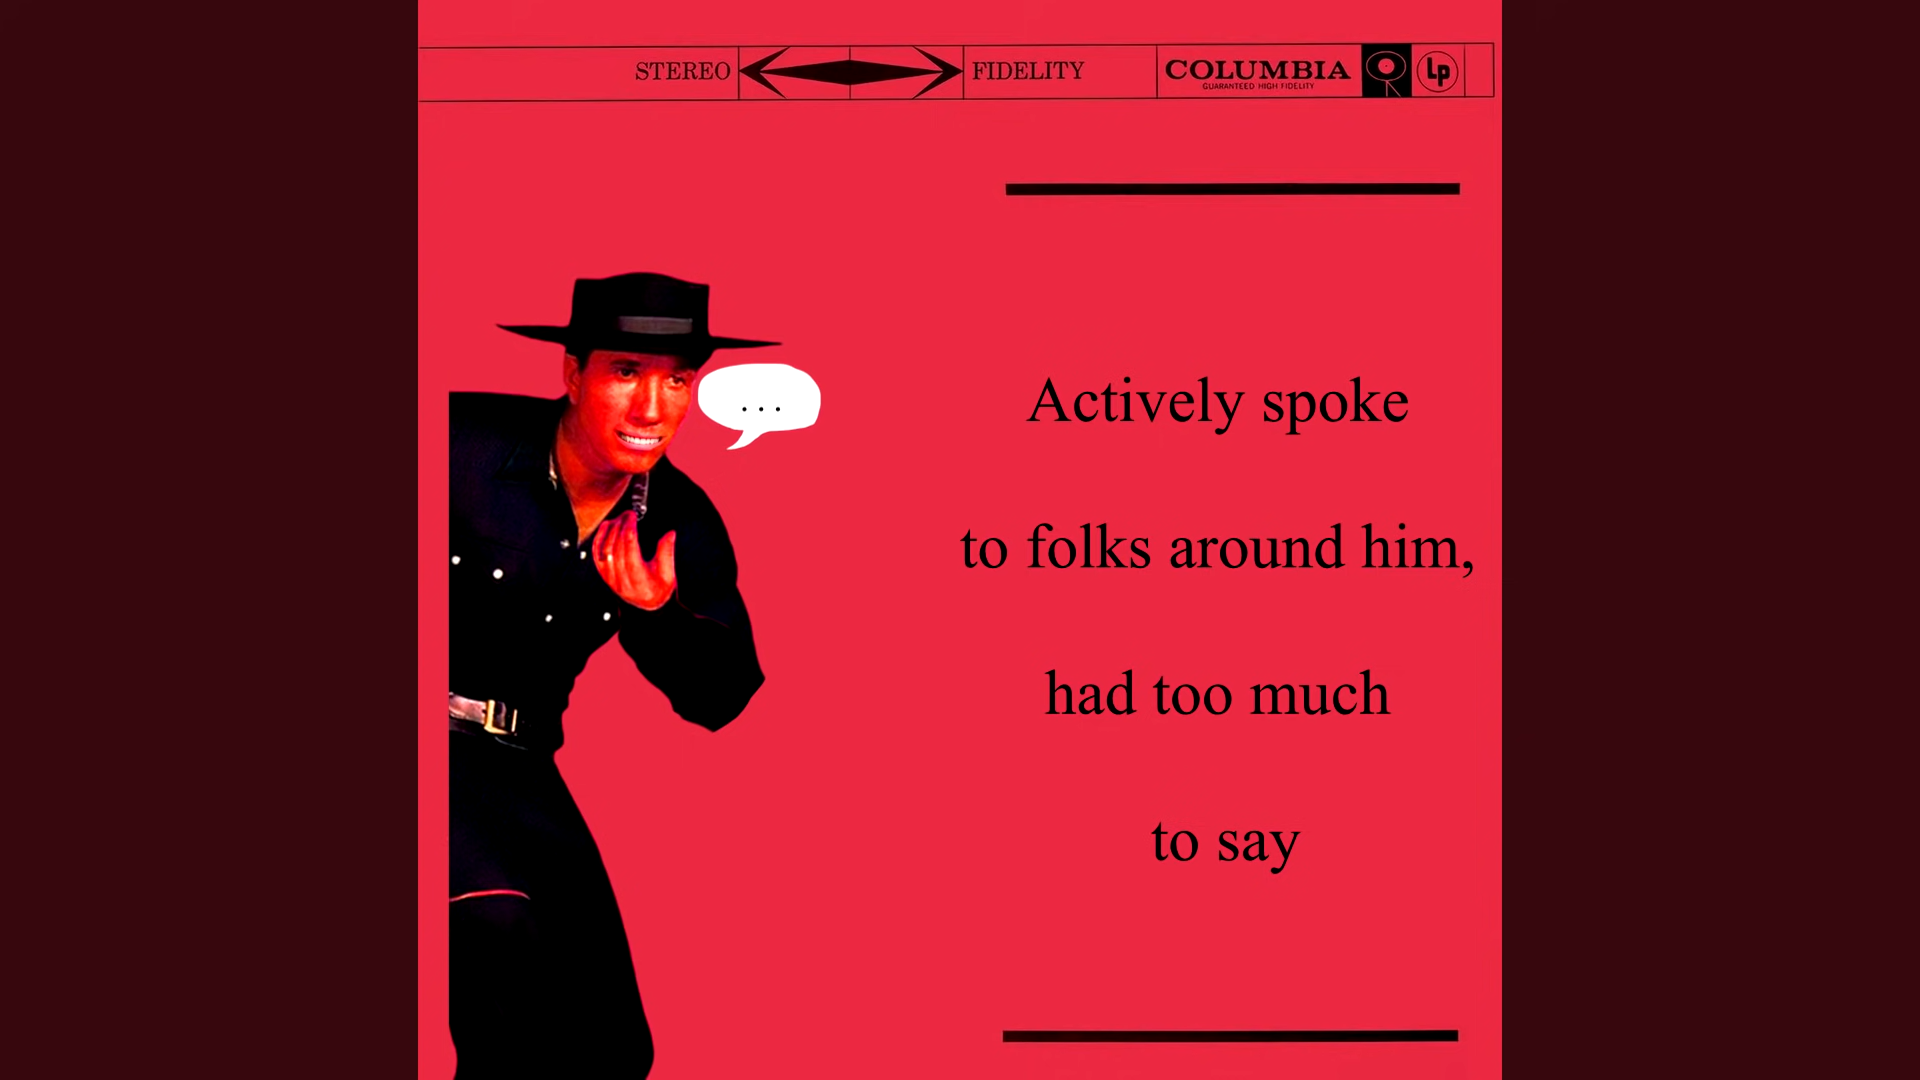 STEREO FIDELITY COLUMBIA Lp
GUARANTEED HIGH FIDELITY
...
Actively spoke
to folks around him,
had too much
to say